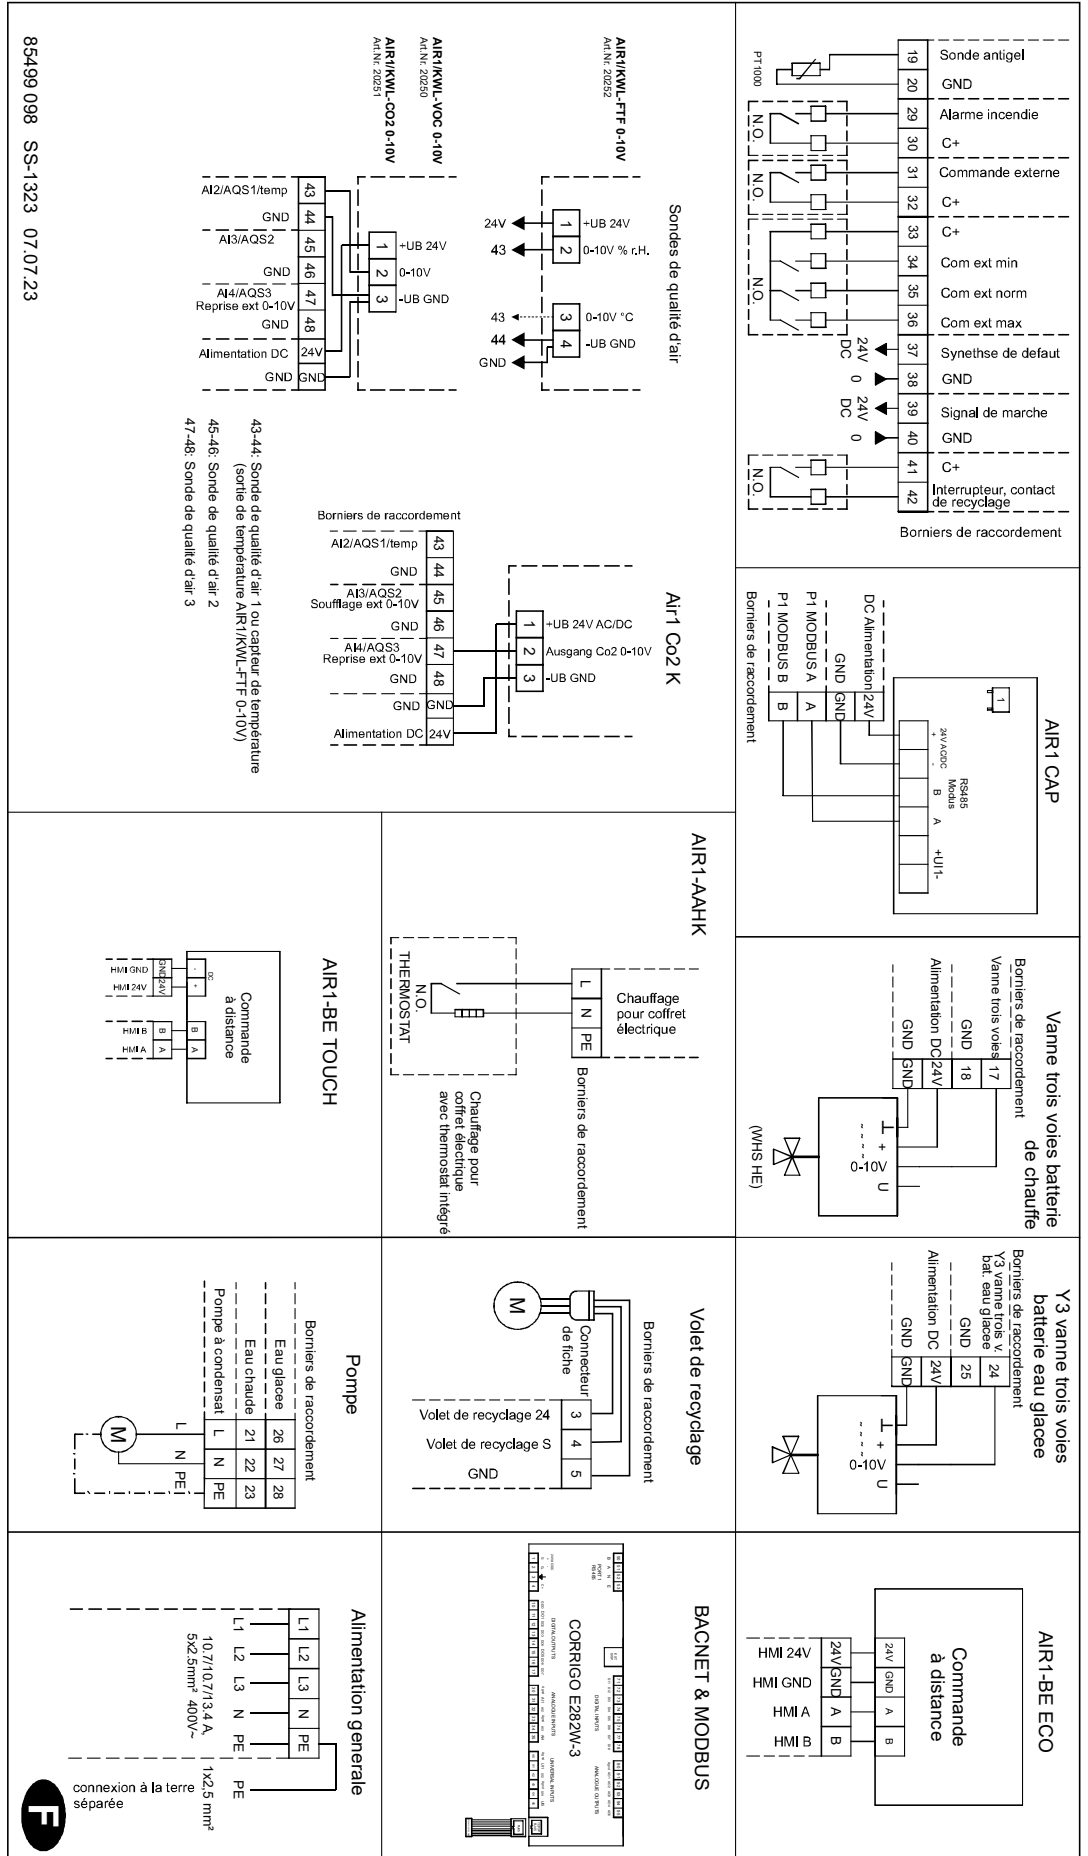 19
Sonde antigel
20
GND
PT1000
29
Alarme incendie
30
C+
N.O.
31
Commande externe
32
C+
N.O.
33
C+
34
Com ext min
35
Com ext norm
36
Com ext max
N.O.
37
Synethse de defaut
24V
DC
38
GND
0
39
Signal de marche
24V
DC
40
GND
0
41
C+
42
Interrupteur, contact
de recyclage
N.O.
Borniers de raccordement
Sondes de qualité d'air
AIR1/KWL-FTF 0-10V
Art.Nr. 20252
24V
1
+UB 24V
43
2
0-10V % r.H.
43
3
0-10V °C
44
4
-UB GND
GND
AIR1/KWL-VOC 0-10V
Art.Nr. 20250
AIR1/KWL-CO2 0-10V
Art.Nr. 20251
1
+UB 24V
2
0-10V
3
-UB GND
AI2/AQS1/temp
43
GND
44
AI3/AQS2
45
GND
46
AI4/AQS3
Reprise ext 0-10V
47
GND
48
Alimentation DC
24V
GND
GND
43-44: Sonde de qualité d'air 1 ou capteur de température
(sortie de température AIR1/KWL-FTF 0-10V)
45-46: Sonde de qualité d'air 2
47-48: Sonde de qualité d'air 3
Air1 Co2 K
Borniers de raccordement
AI2/AQS1/temp
43
GND
44
AI3/AQS2
Soufflage ext 0-10V
45
GND
46
AI4/AQS3
Reprise ext 0-10V
47
GND
48
GND
GND
Alimentation DC
24V
1
+UB 24V AC/DC
2
Ausgang Co2 0-10V
3
-UB GND
85499 098 SS-1323 07.07.23
AIR1 CAP
1
24V AC/DC
+ -
RS485
Modus
B
A
+UI1-
DC Alimentation
24V
GND
GND
P1 MODBUS A
A
P1 MODBUS B
B
Borniers de raccordement
AIR1-AAHK
L
N
PE
Chauffage
pour coffret
électrique
Borniers de raccordement
N.O.
THERMOSTAT
Chauffage pour
coffret électrique
avec thermostat intégré
AIR1-BE TOUCH
Commande
à distance
DC
- +
B
A
HMI GND
GND
HMI 24V
24V
HMI B
B
HMI A
A
Vanne trois voies batterie
de chauffe
Borniers de raccordement
Vanne trois voies
17
GND
18
Alimentation DC
24V
GND
GND
+
0-10V
U
(WHS HE)
Y3 vanne trois voies
batterie eau glacee
Borniers de raccordement
Y3 vanne trois v.
bat. eau glacee
24
GND
25
Alimentation DC
24V
GND
GND
+
0-10V
U
Volet de recyclage
Borniers de raccordement
M
Connecteur
de fiche
Volet de recyclage 24
3
Volet de recyclage S
4
GND
5
Pompe
Borniers de raccordement
Eau glacee
26
27
28
Eau chaude
21
22
23
Pompe à condensat
L
N
PE
L
N
PE
M
AIR1-BE ECO
Commande
à distance
24V
GND
A
B
HMI 24V
24V
HMI GND
GND
HMI A
A
HMI B
B
BACNET & MODBUS
CORRIGO E282W-3
PORT 1
RS485
B A N E
DIGITAL OUTPUTS
ANALOGUE INPUTS
UNIVERSAL INPUTS
DIGITAL INPUTS
ANALOGUE OUTPUTS
Alimentation generale
L1
L2
L3
N
PE
L1
L2
L3
N
PE
PE
10.7/10.7/13.4 A,
5x2.5mm² 400V~
1x2,5 mm²
connexion à la terre
séparée
F